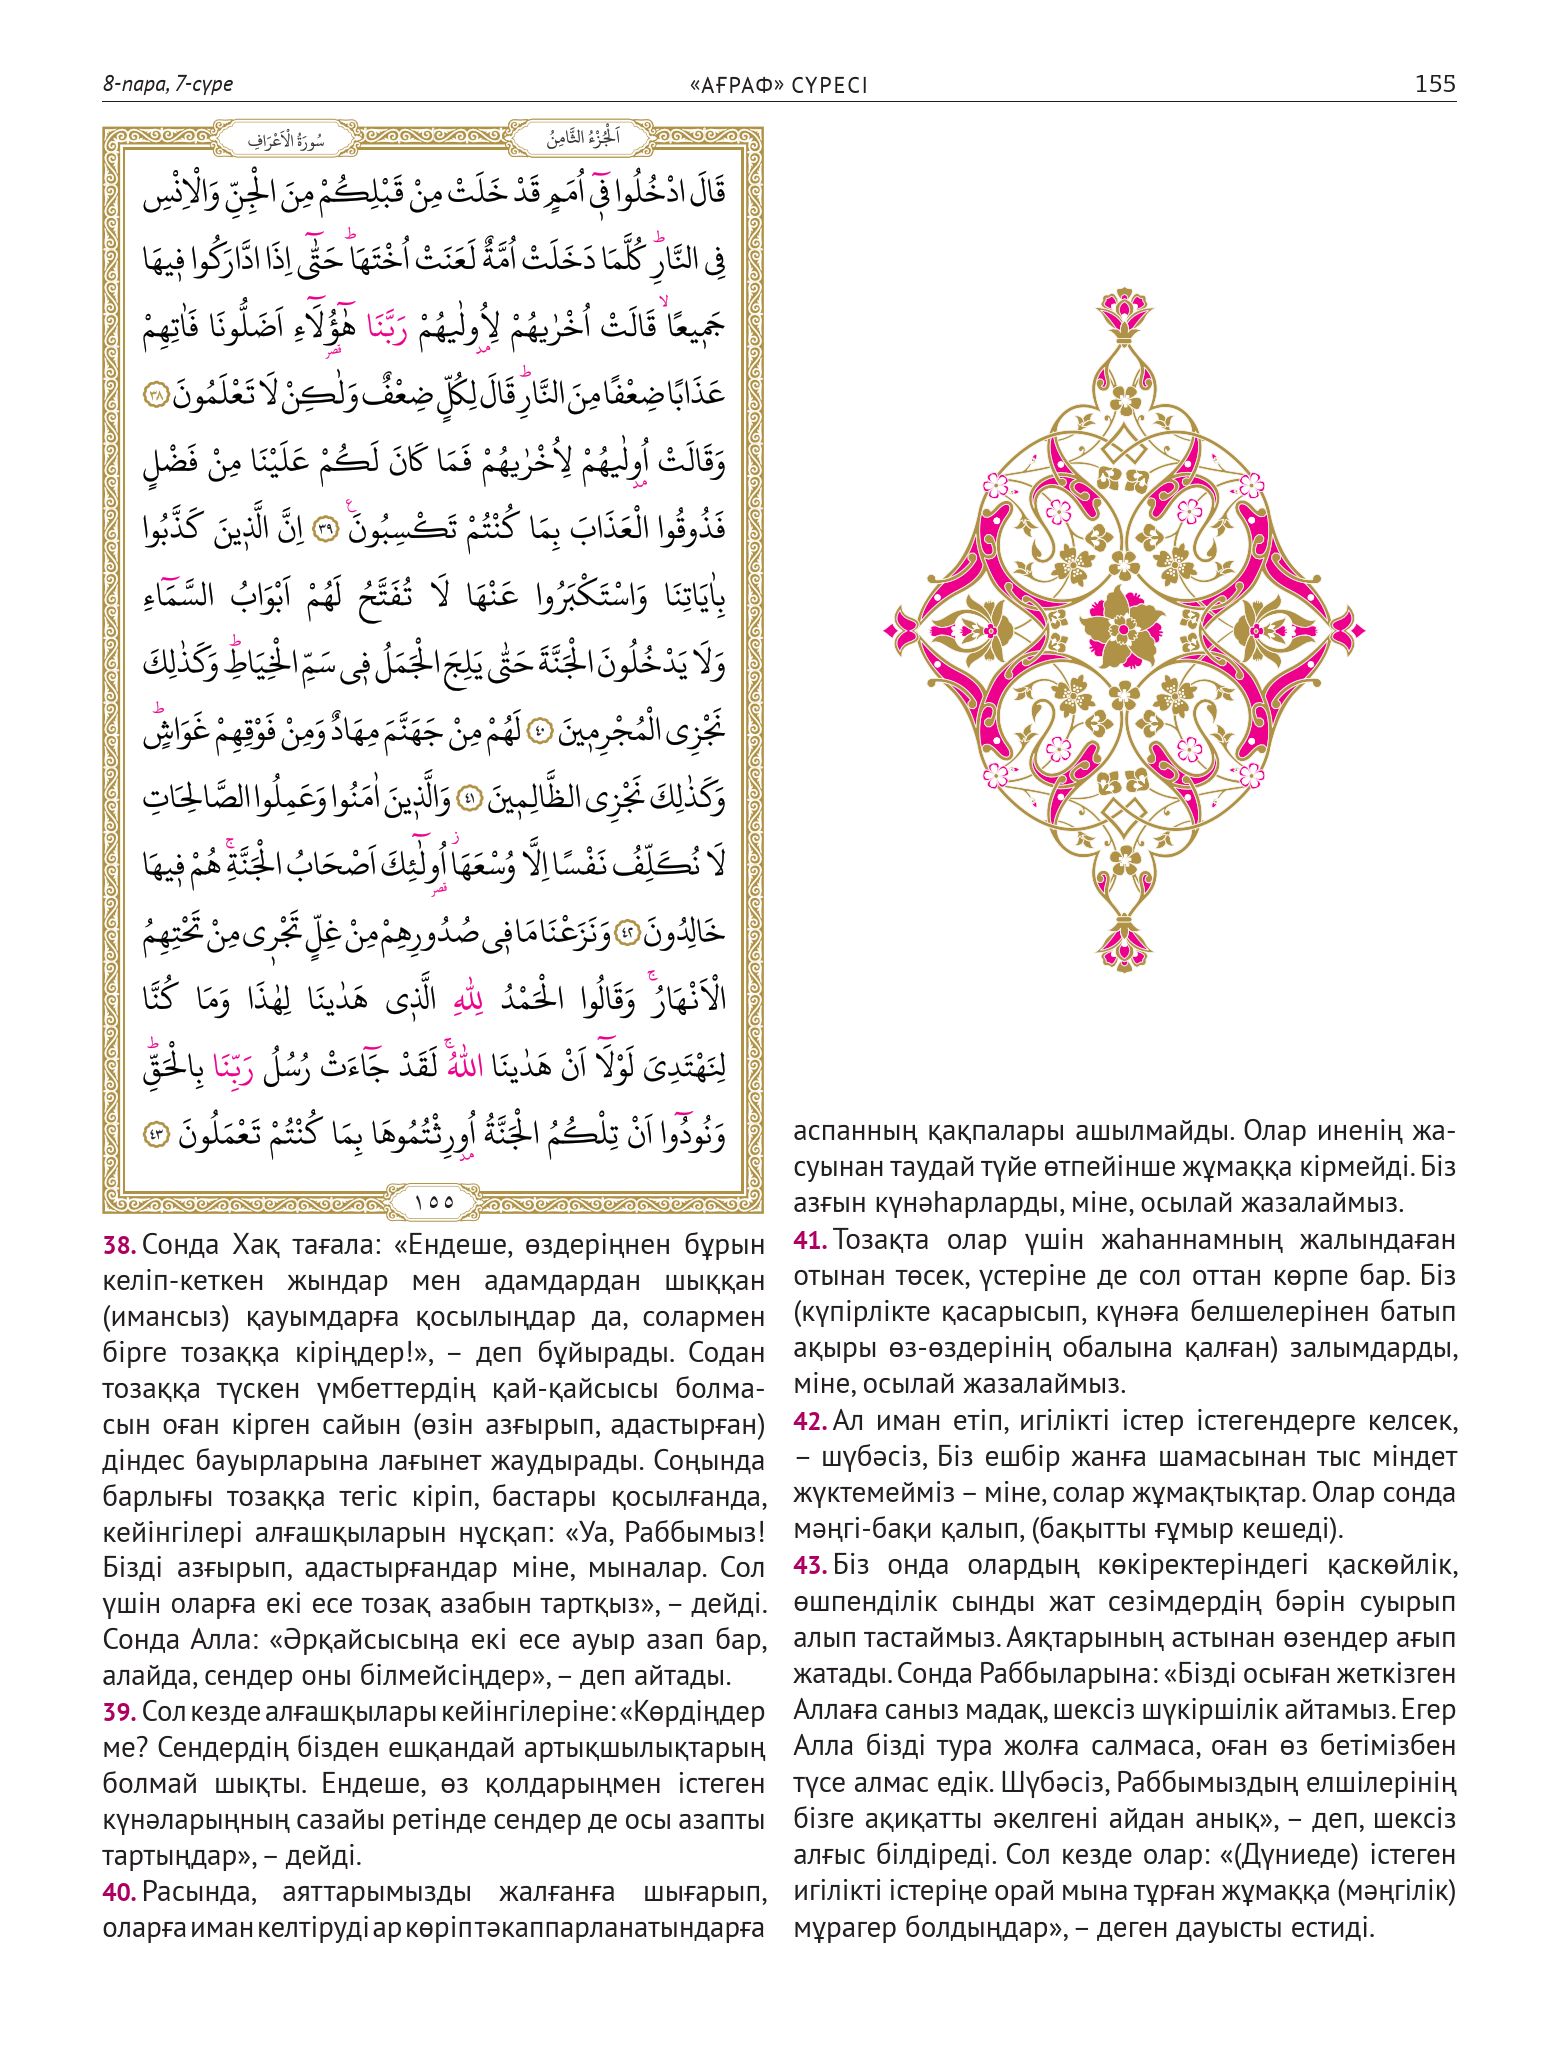 8-пара, 7-сүре
«АҒРАФ» СҮРЕСІ
155
اَلْجُزْءُ الثَّامِنُ
سُورَةُ الْاَعْرَافِ
قَالَ ادْخُلُوا فٖٓي اُمَمٍ قَدْ خَلَتْ مِنْ قَبْلِكُمْ مِنَ الْجِنِّ وَالْاِنْسِ
فِي النَّارِؕ كُلَّمَا دَخَلَتْ اُمَّةٌ لَعَنَتْ اُخْتَهَاؕ حَتّٰٓى اِذَا ادَّارَكُوا فٖيهَا
جَمٖيعًاۙ قَالَتْ اُخْرٰيهُمْ لِاُو۫لٰيهُمْ رَبَّنَا هٰٓؤُ۬لَٓاءِ اَضَلُّونَا فَاٰتِهِمْ
عَذَابًا ضِعْفًا مِنَ النَّارِؕ قَالَ لِكُلٍّ ضِعْفٌ وَلٰكِنْ لَا تَعْلَمُونَ ﴿٣٨﴾
وَقَالَتْ اُو۫لٰيهُمْ لِاُخْرٰيهُمْ فَمَا كَانَ لَكُمْ عَلَيْنَا مِنْ فَضْلٍ
فَذُوقُوا الْعَذَابَ بِمَا كُنْتُمْ تَكْسِبُونَࣖ ﴿٣٩﴾ اِنَّ الَّذٖينَ كَذَّبُوا
بِاٰيَاتِنَا وَاسْتَكْبَرُوا عَنْهَا لَا تُفَتَّحُ لَهُمْ اَبْوَابُ السَّمَٓاءِ
وَلَا يَدْخُلُونَ الْجَنَّةَ حَتّٰى يَلِجَ الْجَمَلُ فٖي سَمِّ الْخِيَاطِؕ وَكَذٰلِكَ
نَجْزِي الْمُجْرِمٖينَ ﴿٤٠﴾ لَهُمْ مِنْ جَهَنَّمَ مِهَادٌ وَمِنْ فَوْقِهِمْ غَوَاشٍؕ
وَكَذٰلِكَ نَجْزِي الظَّالِمٖينَ ﴿٤١﴾ وَالَّذٖينَ اٰمَنُوا وَعَمِلُوا الصَّالِحَاتِ
لَا نُكَلِّفُ نَفْسًا اِلَّا وُسْعَهَاؗ اُو۬لٰٓئِكَ اَصْحَابُ الْجَنَّةِۚ هُمْ فٖيهَا
خَالِدُونَ ﴿٤٢﴾ وَنَزَعْنَا مَا فٖي صُدُورِهِمْ مِنْ غِلٍّ تَجْرٖي مِنْ تَحْتِهِمُ
الْاَنْهَارُۚ وَقَالُوا الْحَمْدُ لِلّٰهِ الَّذٖي هَدٰينَا لِهٰذَا وَمَا كُنَّا
لِنَهْتَدِيَ لَوْلَٓا اَنْ هَدٰينَا اللّٰهُۚ لَقَدْ جَٓاءَتْ رُسُلُ رَبِّنَا بِالْحَقِّؕ
وَنُودُٓوا اَنْ تِلْكُمُ الْجَنَّةُ اُو۫رِثْتُمُوهَا بِمَا كُنْتُمْ تَعْمَلُونَ ﴿٤٣﴾
١٥٥
38. Сонда Хақ тағала: «Ендеше, өздеріңнен бұрын
келіп-кеткен жындар мен адамдардан шыққан
(имансыз) қауымдарға қосылыңдар да, солармен
бірге тозаққа кіріңдер!», – деп бұйырады. Содан
тозаққа түскен үмбеттердің қай-қайсысы болма-
сын оған кірген сайын (өзін азғырып, адастырған)
діндес бауырларына лағынет жаудырады. Соңында
барлығы тозаққа тегіс кіріп, бастары қосылғанда,
кейінгілері алғашқыларын нұсқап: «Уа, Раббымыз!
Бізді азғырып, адастырғандар міне, мыналар. Сол
үшін оларға екі есе тозақ азабын тартқыз», – дейді.
Сонда Алла: «Әрқайсысыңа екі есе ауыр азап бар,
алайда, сендер оны білмейсіңдер», – деп айтады.
39. Сол кезде алғашқылары кейінгілеріне: «Көрдіңдер
ме? Сендердің бізден ешқандай артықшылықтарың
болмай шықты. Ендеше, өз қолдарыңмен істеген
күнәларыңның сазайы ретінде сендер де осы азапты
тартыңдар», – дейді.
40. Расында, аяттарымызды жалғанға шығарып,
оларға иман келтіруді ар көріп тәкаппарланатындарға
аспанның қақпалары ашылмайды. Олар иненің жа-
суынан таудай түйе өтпейінше жұмаққа кірмейді. Біз
азғын күнәһарларды, міне, осылай жазалаймыз.
41. Тозақта олар үшін жаһаннамның жалындаған
отынан төсек, үстеріне де сол оттан көрпе бар. Біз
(күпірлікте қасарысып, күнәға белшелерінен батып
ақыры өз-өздерінің обалына қалған) залымдарды,
міне, осылай жазалаймыз.
42. Ал иман етіп, игілікті істер істегендерге келсек,
– шүбәсіз, Біз ешбір жанға шамасынан тыс міндет
жүктемейміз – міне, солар жұмақтықтар. Олар сонда
мәңгі-бақи қалып, (бақытты ғұмыр кешеді).
43. Біз онда олардың көкіректеріндегі қаскөйлік,
өшпенділік сынды жат сезімдердің бәрін суырып
алып тастаймыз. Аяқтарының астынан өзендер ағып
жатады. Сонда Раббыларына: «Бізді осыған жеткізген
Аллаға саныз мадақ, шексіз шүкіршілік айтамыз. Егер
Алла бізді тура жолға салмаса, оған өз бетімізбен
түсе алмас едік. Шүбәсіз, Раббымыздың елшілерінің
бізге ақиқатты әкелгені айдан анық», – деп, шексіз
алғыс білдіреді. Сол кезде олар: «(Дүниеде) істеген
игілікті істеріңе орай мына тұрған жұмаққа (мәңгілік)
мұрагер болдыңдар», – деген дауысты естиді.